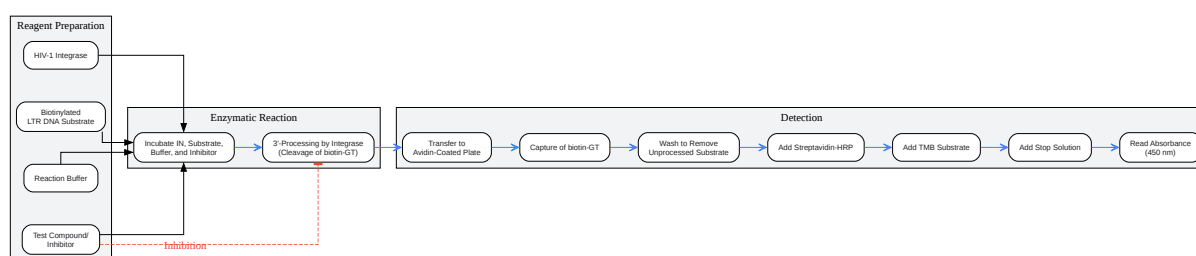 Reagent Preparation
HIV-1 Integrase
Biotinylated
LTR DNA Substrate
Reaction Buffer
Test Compound/
Inhibitor
Inhibition
Enzymatic Reaction
Incubate IN, Substrate,
Buffer, and Inhibitor
3'-Processing by Integrase
(Cleavage of biotin-GT)
Detection
Transfer to
Avidin-Coated Plate
Capture of biotin-GT
Wash to Remove
Unprocessed Substrate
Add Streptavidin-HRP
Add TMB Substrate
Add Stop Solution
Read Absorbance
(450 nm)